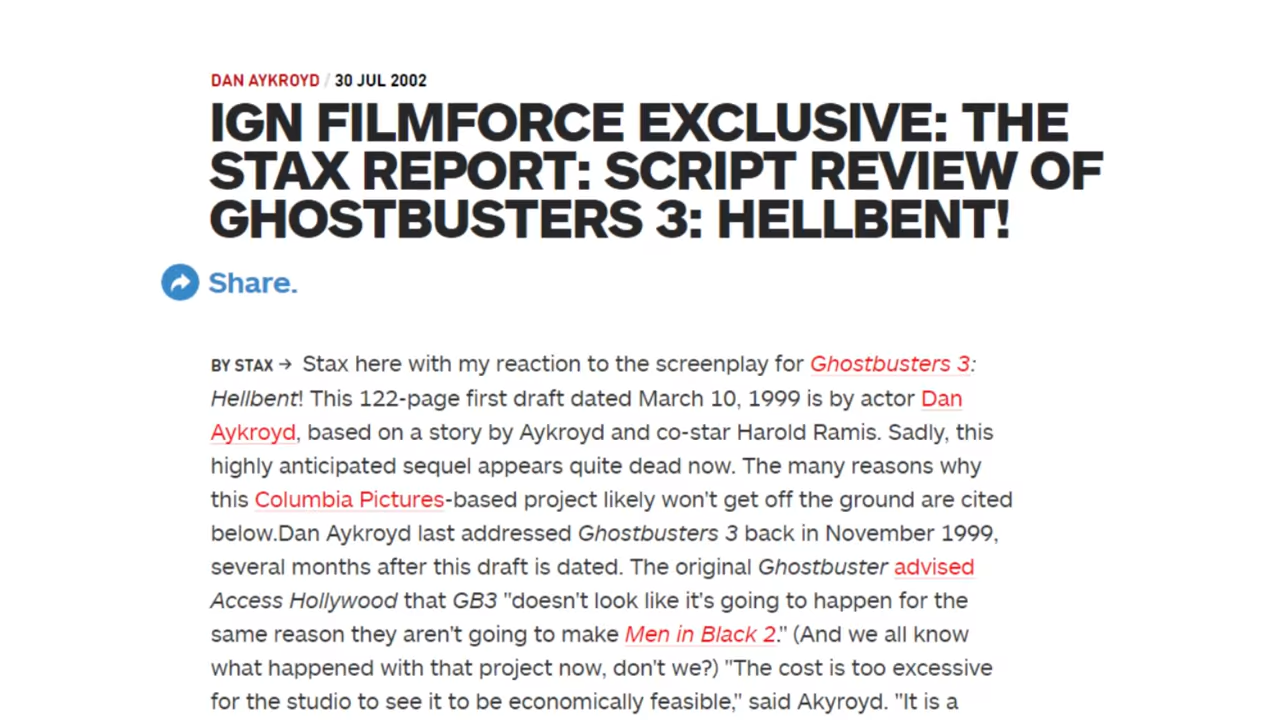 DAN AYKROYD / 30 JUL 2002
IGN FILMFORCE EXCLUSIVE: THE
STAX REPORT: SCRIPT REVIEW OF
GHOSTBUSTERS 3: HELLBENT!
Share.
BY STAX → Stax here with my reaction to the screenplay for Ghostbusters 3:
Hellbent! This 122-page first draft dated March 10, 1999 is by actor Dan
Aykroyd, based on a story by Aykroyd and co-star Harold Ramis. Sadly, this
highly anticipated sequel appears quite dead now. The many reasons why
this Columbia Pictures-based project likely won't get off the ground are cited
below.Dan Aykroyd last addressed Ghostbusters 3 back in November 1999,
several months after this draft is dated. The original Ghostbuster advised
Access Hollywood that GB3 "doesn't look like it's going to happen for the
same reason they aren't going to make Men in Black 2." (And we all know
what happened with that project now, don't we?) "The cost is too excessive
for the studio to see it to be economically feasible," said Akyroyd. "It is a